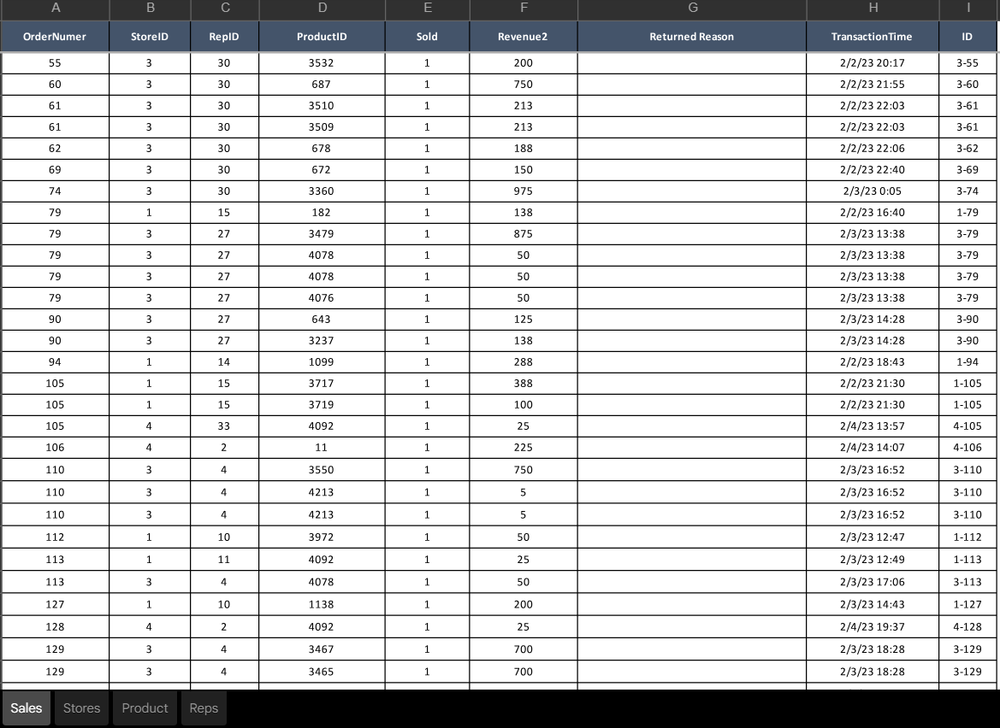 A B C D E F G H I
OrderNumer StoreID RepID ProductID Sold Revenue2 Returned Reason TransactionTime ID
55 3 30 3532 1 200 2/2/23 20:17 3-55
60 3 30 687 1 750 2/2/23 21:55 3-60
61 3 30 3510 1 213 2/2/23 22:03 3-61
61 3 30 3509 1 213 2/2/23 22:03 3-61
62 3 30 678 1 188 2/2/23 22:06 3-62
69 3 30 672 1 150 2/2/23 22:40 3-69
74 3 30 3360 1 975 2/3/23 0:05 3-74
79 1 15 182 1 138 2/2/23 16:40 1-79
79 3 27 3479 1 875 2/3/23 13:38 3-79
79 3 27 4078 1 50 2/3/23 13:38 3-79
79 3 27 4078 1 50 2/3/23 13:38 3-79
79 3 27 4076 1 50 2/3/23 13:38 3-79
90 3 27 643 1 125 2/3/23 14:28 3-90
90 3 27 3237 1 138 2/3/23 14:28 3-90
94 1 14 1099 1 288 2/2/23 18:43 1-94
105 1 15 3717 1 388 2/2/23 21:30 1-105
105 1 15 3719 1 100 2/2/23 21:30 1-105
105 4 33 4092 1 25 2/4/23 13:57 4-105
106 4 2 11 1 225 2/4/23 14:07 4-106
110 3 4 3550 1 750 2/3/23 16:52 3-110
110 3 4 4213 1 5 2/3/23 16:52 3-110
110 3 4 4213 1 5 2/3/23 16:52 3-110
112 1 10 3972 1 50 2/3/23 12:47 1-112
113 1 11 4092 1 25 2/3/23 12:49 1-113
113 3 4 4078 1 50 2/3/23 17:06 3-113
127 1 10 1138 1 200 2/3/23 14:43 1-127
128 4 2 4092 1 25 2/4/23 19:37 4-128
129 3 4 3467 1 700 2/3/23 18:28 3-129
129 3 4 3465 1 700 2/3/23 18:28 3-129
Sales Stores Product Reps